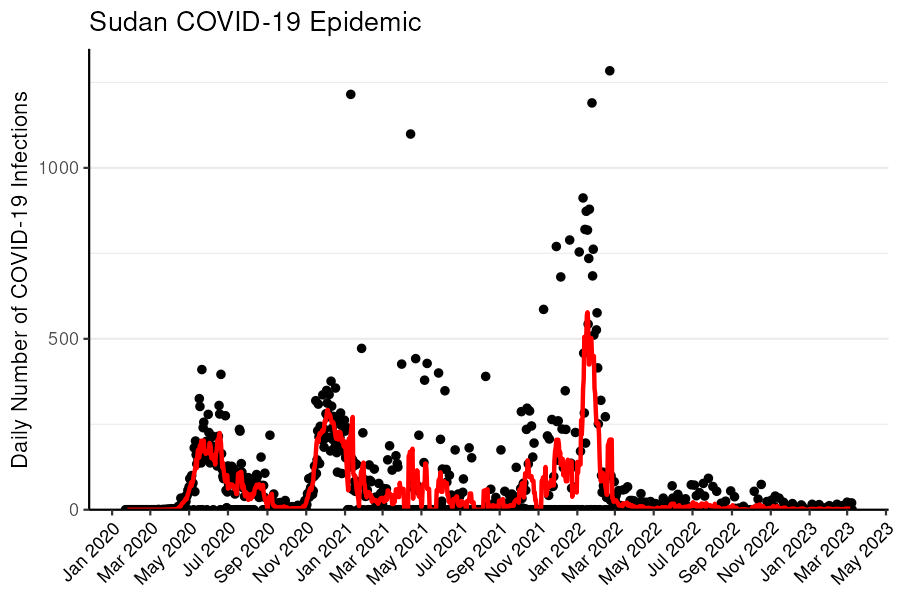 Sudan COVID-19 Epidemic
Daily Number of COVID-19 Infections
1000
500
0
Jan 2020
Mar 2020
May 2020
Jul 2020
Sep 2020
Nov 2020
Jan 2021
Mar 2021
May 2021
Jul 2021
Sep 2021
Nov 2021
Jan 2022
Mar 2022
May 2022
Jul 2022
Sep 2022
Nov 2022
Jan 2023
Mar 2023
May 2023